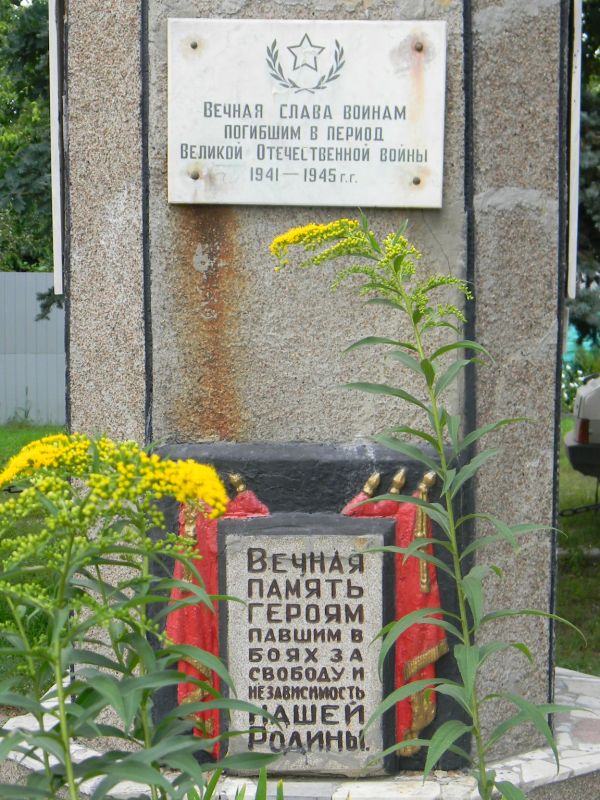 Вечная слава воинам
погибшим в период
Великой Отечественной войны
1941—1945 г.г.
Вечная
память
героям
павшим в
боях за
свободу и
независимость
нашей
Родины.